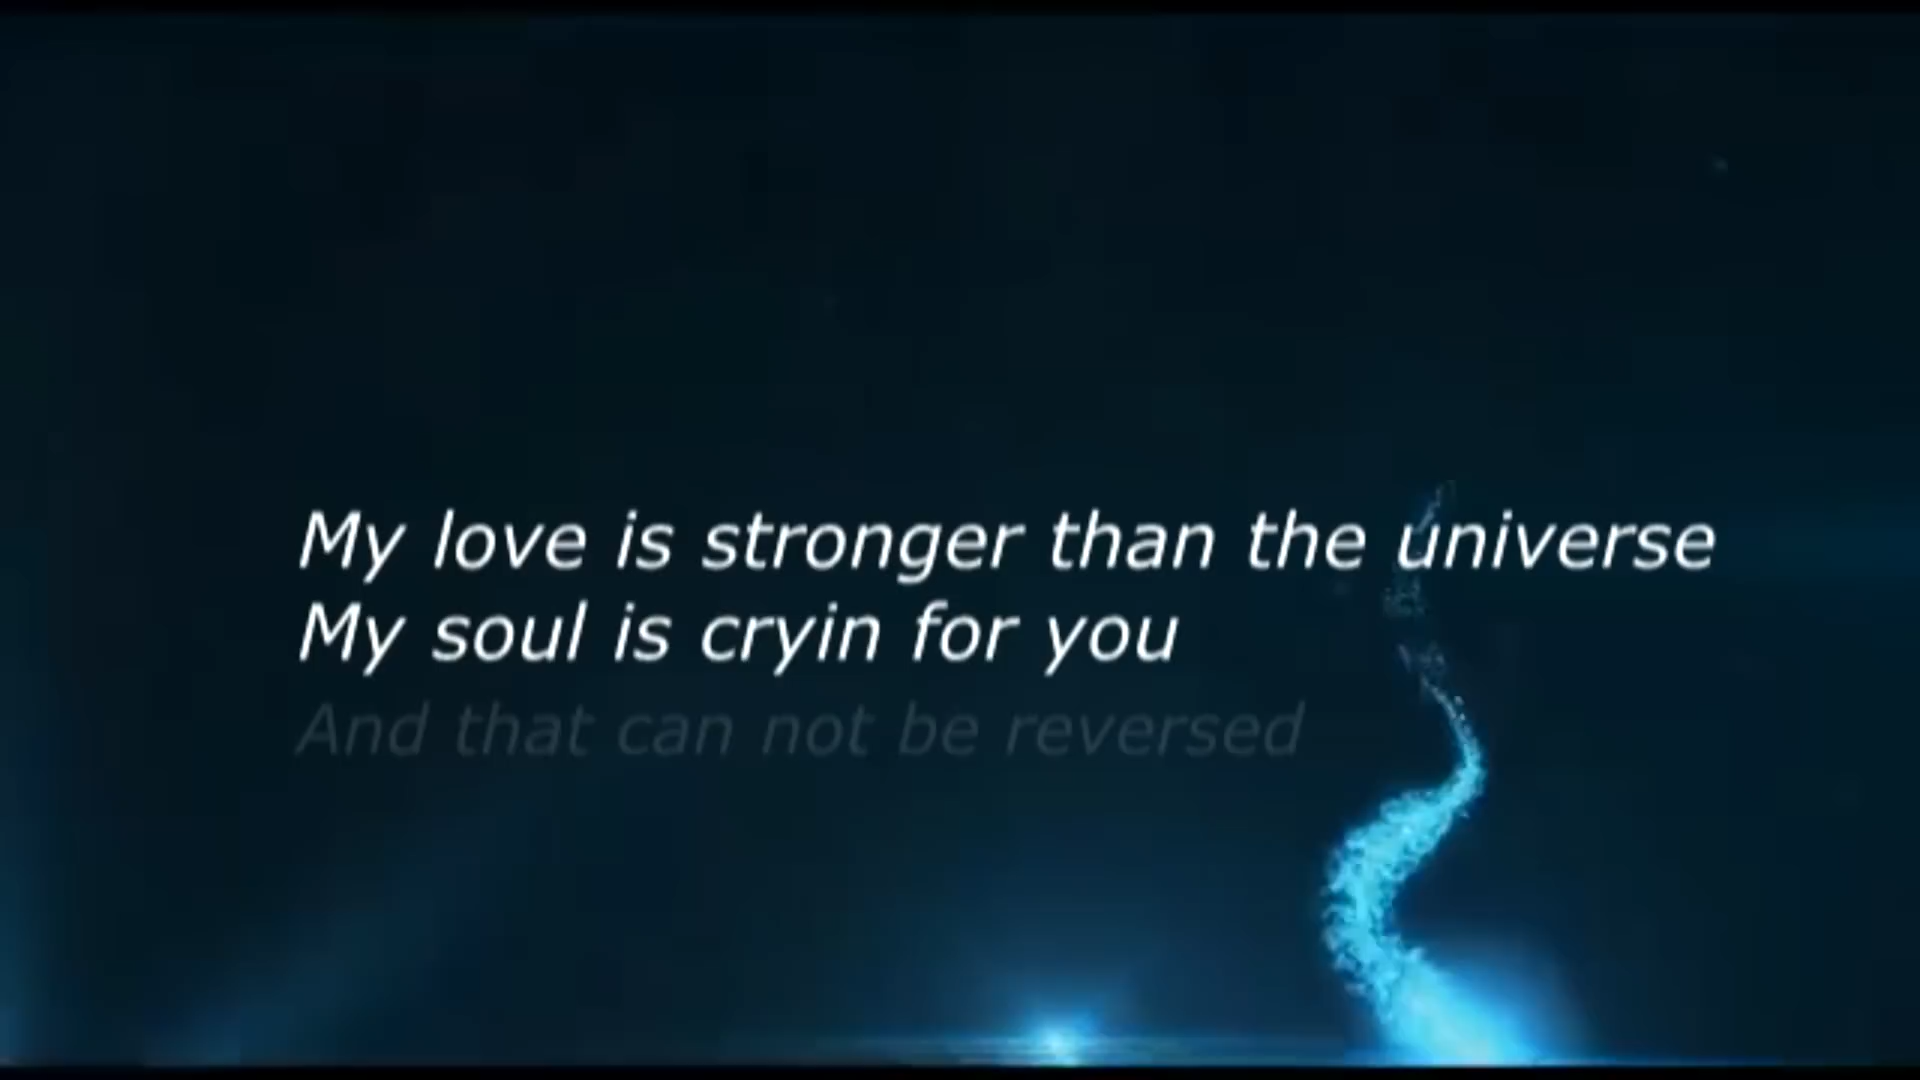 My love is stronger than the universe
My soul is cryin for you
And that can not be reversed